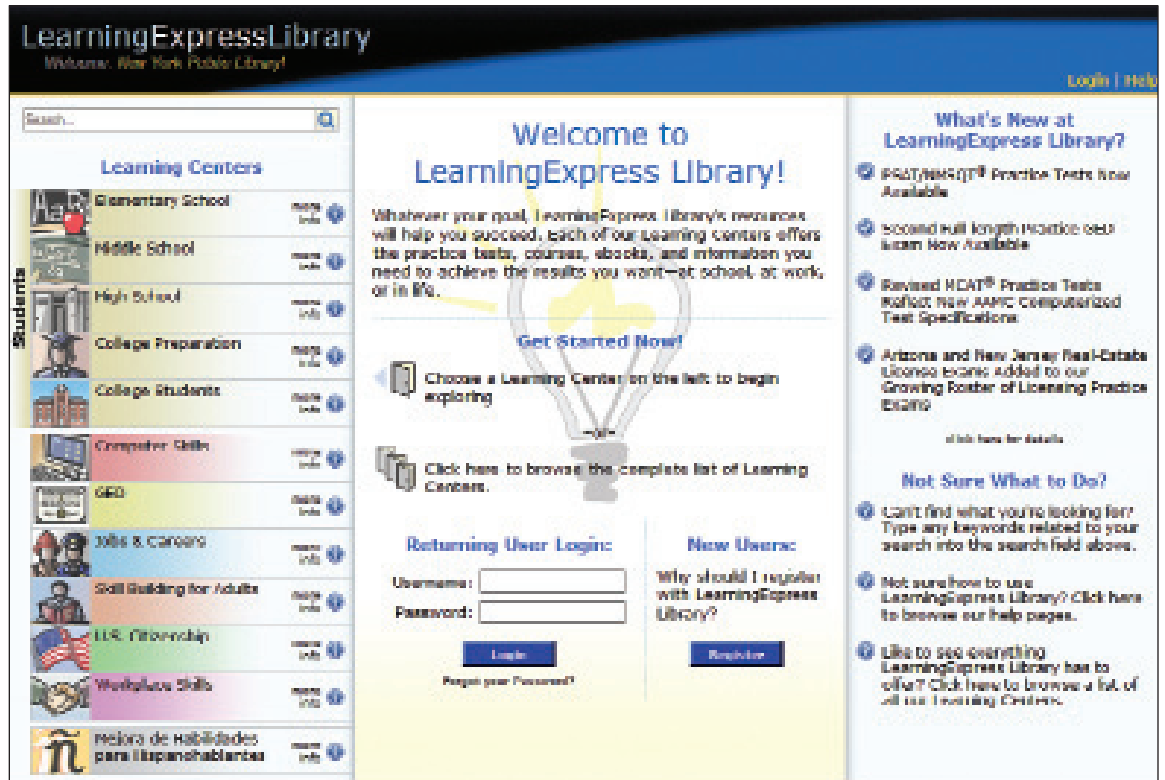 LearningExpressLibrary
Welcome, New York Public Library!
Login | Help
Search...
Learning Centers
Students
Elementary School
more info
Middle School
more info
High School
more info
College Preparation
more info
College Students
more info
Computer Skills
more info
GED
more info
Jobs & Careers
more info
Skill Building for Adults
more info
U.S. Citizenship
more info
Workplace Skills
more info
Mejora de Habilidades
para Hispanohablantes
more info
Welcome to
LearningExpress Library!
Whatever your goal, LearningExpress Library's resources
will help you succeed. Each of our Learning Centers offers
the practice tests, courses, ebooks, and information you
need to achieve the results you want—at school, at work,
or in life.
Get Started Now!
Choose a Learning Center on the left to begin
exploring
Click here to browse the complete list of Learning
Centers.
Returning User Login:
Username:
Password:
Login
Forgot your Password?
New Users:
Why should I register
with LearningExpress
Library?
Register
What's New at
LearningExpress Library?
PSAT/NMSQT® Practice Tests Now
Available
Second Full-length Practice GED
Exam Now Available
Revised MCAT® Practice Tests
Reflect New AAMC Computerized
Test Specifications
Arizona and New Jersey Real-Estate
License Exams Added to our
Growing Roster of Licensing Practice
Exams
click here for details
Not Sure What to Do?
Can't find what you're looking for?
Type any keywords related to your
search into the search field above.
Not sure how to use
LearningExpress Library? Click here
to browse our help pages.
Like to see everything
LearningExpress Library has to
offer? Click here to browse a list of
all our Learning Centers.